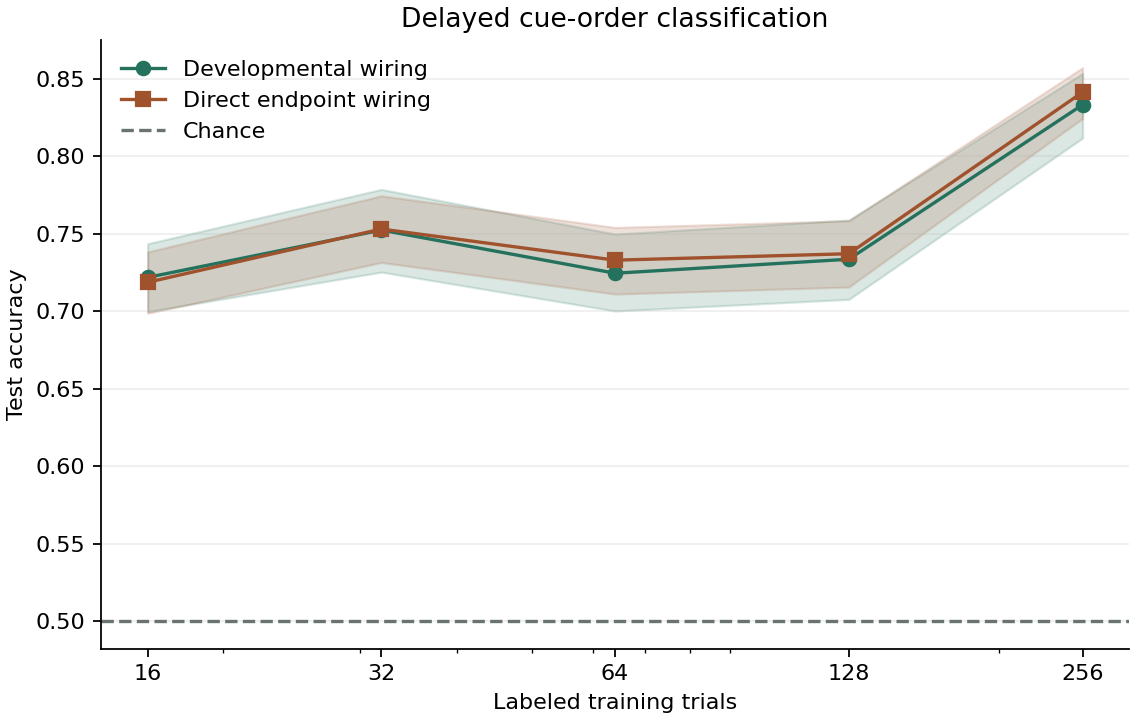 Delayed cue-order classification
Developmental wiring
Direct endpoint wiring
Chance
Test accuracy
0.85
0.80
0.75
0.70
0.65
0.60
0.55
0.50
16 32 64 128 256
Labeled training trials